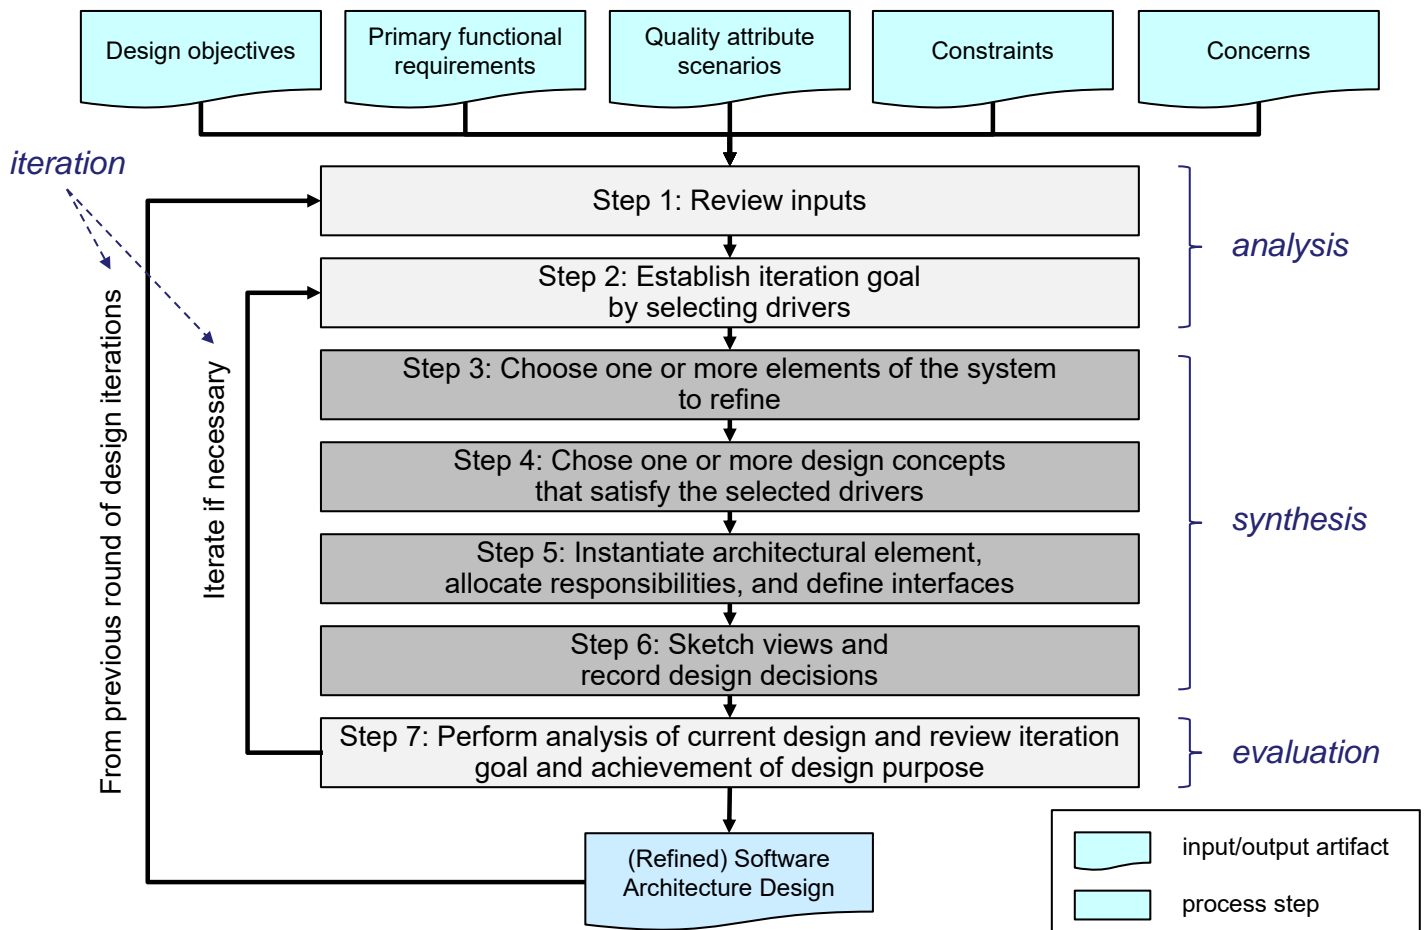 Design objectives
Primary functional
requirements
Quality attribute
scenarios
Constraints
Concerns
iteration
Step 1: Review inputs
analysis
Step 2: Establish iteration goal
by selecting drivers
From previous round of design iterations
Iterate if necessary
Step 3: Choose one or more elements of the system
to refine
Step 4: Chose one or more design concepts
that satisfy the selected drivers
synthesis
Step 5: Instantiate architectural element,
allocate responsibilities, and define interfaces
Step 6: Sketch views and
record design decisions
Step 7: Perform analysis of current design and review iteration
goal and achievement of design purpose
evaluation
(Refined) Software
Architecture Design
input/output artifact
process step